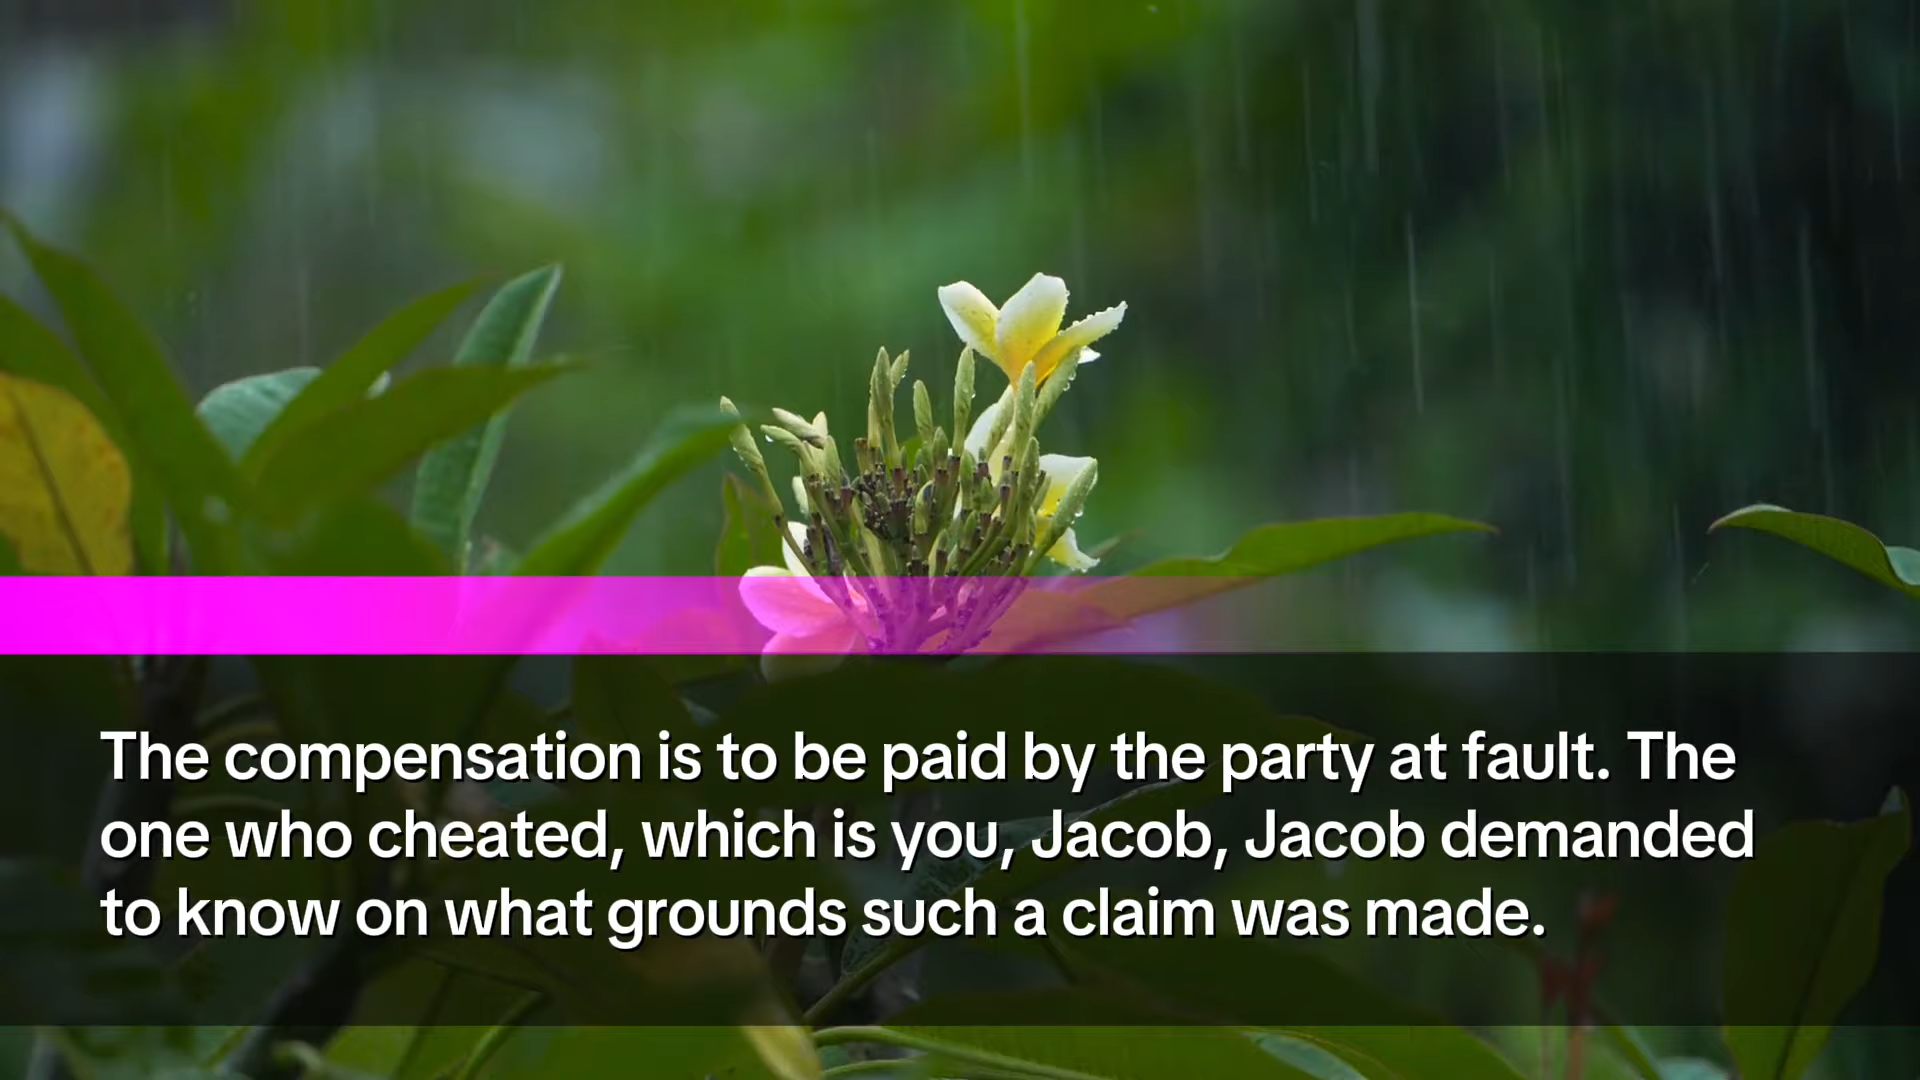 The compensation is to be paid by the party at fault. The
one who cheated, which is you, Jacob, Jacob demanded
to know on what grounds such a claim was made.